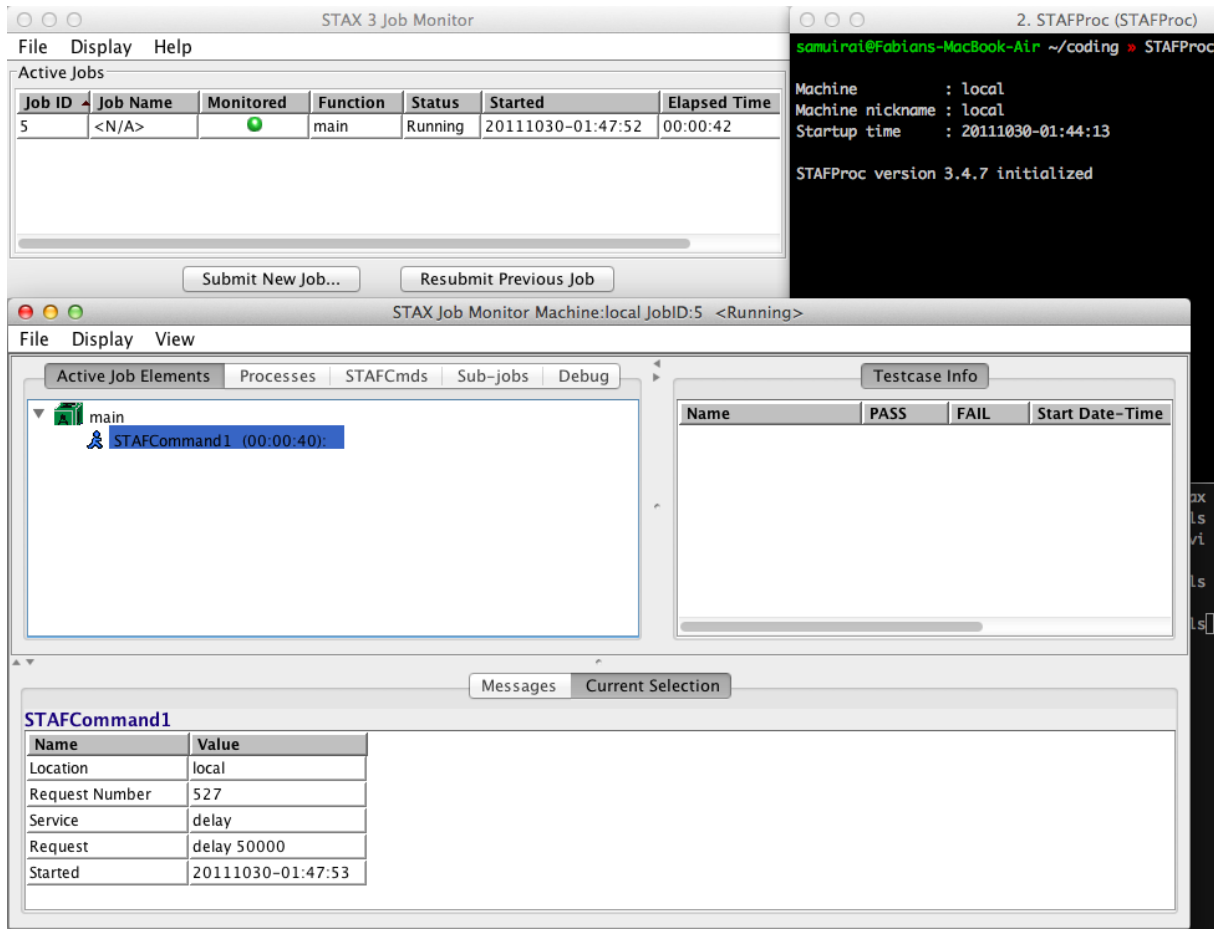 STAX 3 Job Monitor
File Display Help
Active Jobs
Job ID Job Name Monitored Function Status Started Elapsed Time
5 <N/A> main Running 20111030-01:47:52 00:00:42
Submit New Job... Resubmit Previous Job
2. STAFProc (STAFProc)
samuirai@Fabians-MacBook-Air ~/coding » STAFProc
Machine : local
Machine nickname : local
Startup time : 20111030-01:44:13
STAFProc version 3.4.7 initialized
STAX Job Monitor Machine:local JobID:5 <Running>
File Display View
Active Job Elements Processes STAFCmds Sub-jobs Debug
main
STAFCommand1 (00:00:40):
Testcase Info
Name PASS FAIL Start Date-Time
ax
ls
vi
ls
ls
Messages Current Selection
STAFCommand1
Name Value
Location local
Request Number 527
Service delay
Request delay 50000
Started 20111030-01:47:53